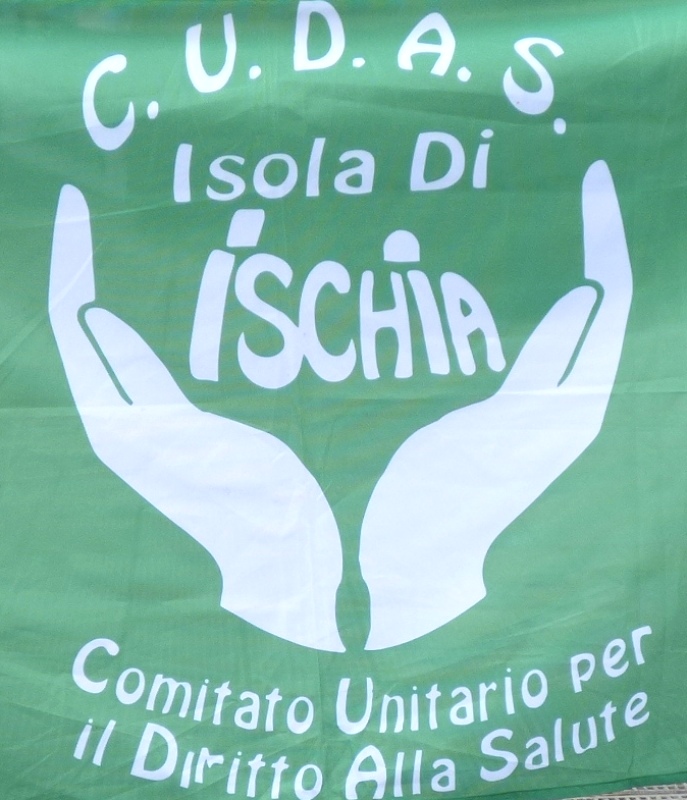 C.U.D.A.S.
Isola Di
ISCHIA
Comitato Unitario per
il Diritto Alla Salute